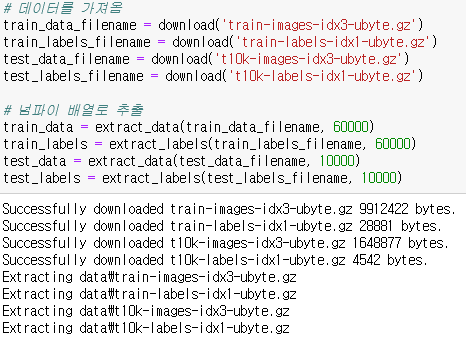 # 데이터를 가져옴
train_data_filename = download('train-images-idx3-ubyte.gz')
train_labels_filename = download('train-labels-idx1-ubyte.gz')
test_data_filename = download('t10k-images-idx3-ubyte.gz')
test_labels_filename = download('t10k-labels-idx1-ubyte.gz')
# 넘파이 배열로 추출
train_data = extract_data(train_data_filename, 60000)
train_labels = extract_labels(train_labels_filename, 60000)
test_data = extract_data(test_data_filename, 10000)
test_labels = extract_labels(test_labels_filename, 10000)
Successfully downloaded train-images-idx3-ubyte.gz 9912422 bytes.
Successfully downloaded train-labels-idx1-ubyte.gz 28881 bytes.
Successfully downloaded t10k-images-idx3-ubyte.gz 1648877 bytes.
Successfully downloaded t10k-labels-idx1-ubyte.gz 4542 bytes.
Extracting data₩train-images-idx3-ubyte.gz
Extracting data₩train-labels-idx1-ubyte.gz
Extracting data₩t10k-images-idx3-ubyte.gz
Extracting data₩t10k-labels-idx1-ubyte.gz